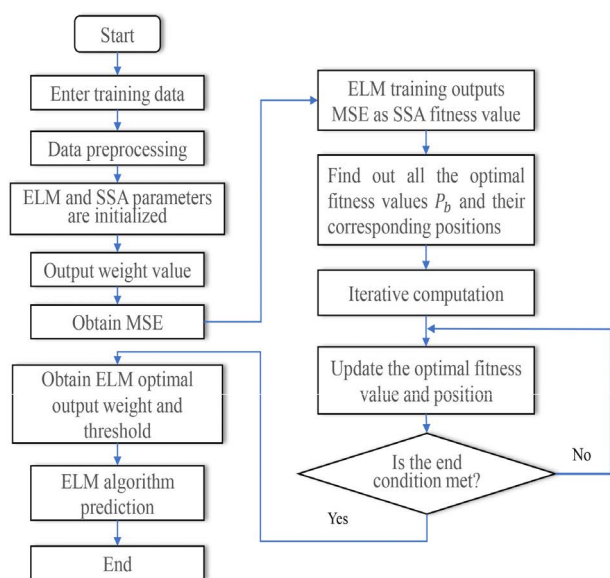 Start
Enter training data
Data preprocessing
ELM and SSA parameters
are initialized
Output weight value
Obtain MSE
ELM training outputs
MSE as SSA fitness value
Find out all the optimal
fitness values P_b and their
corresponding positions
Iterative computation
Update the optimal fitness
value and position
Is the end
condition met?
No
Yes
Obtain ELM optimal
output weight and
threshold
ELM algorithm
prediction
End